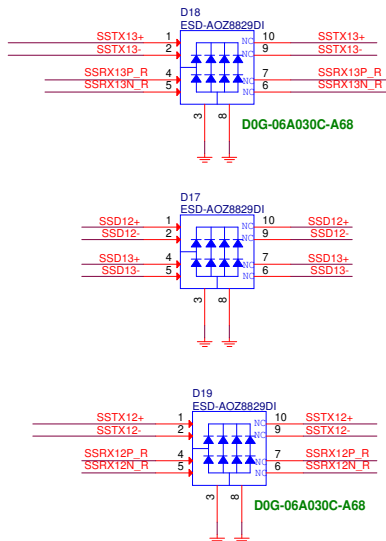 D18
ESD-AOZ8829DI
SSTX13+ 1 NC 10 SSTX13+
SSTX13- 2 NC 9 SSTX13-
SSRX13P_R 4 NC 7 SSRX13P_R
SSRX13N_R 5 NC 6 SSRX13N_R
3 8
D0G-06A030C-A68
D17
ESD-AOZ8829DI
SSD12+ 1 NC 10 SSD12+
SSD12- 2 NC 9 SSD12-
SSD13+ 4 NC 7 SSD13+
SSD13- 5 NC 6 SSD13-
3 8
D19
ESD-AOZ8829DI
SSTX12+ 1 NC 10 SSTX12+
SSTX12- 2 NC 9 SSTX12-
SSRX12P_R 4 NC 7 SSRX12P_R
SSRX12N_R 5 NC 6 SSRX12N_R
3 8
D0G-06A030C-A68